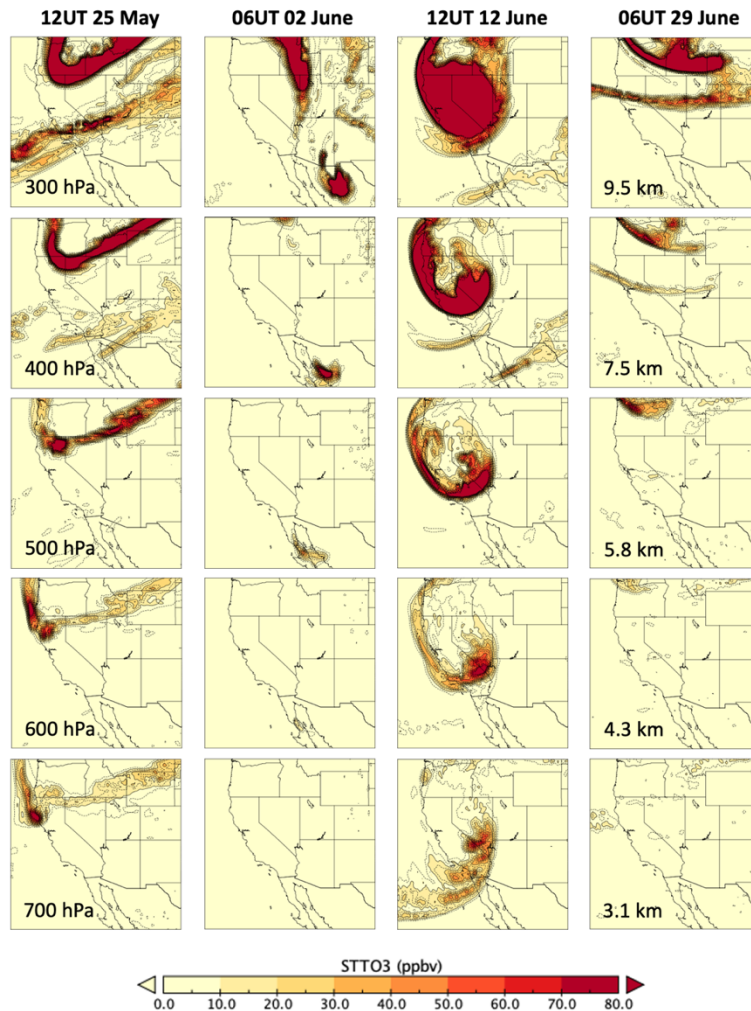 12UT 25 May 06UT 02 June 12UT 12 June 06UT 29 June
300 hPa 9.5 km
400 hPa 7.5 km
500 hPa 5.8 km
600 hPa 4.3 km
700 hPa 3.1 km
STTO3 (ppbv)
0.0 10.0 20.0 30.0 40.0 50.0 60.0 70.0 80.0